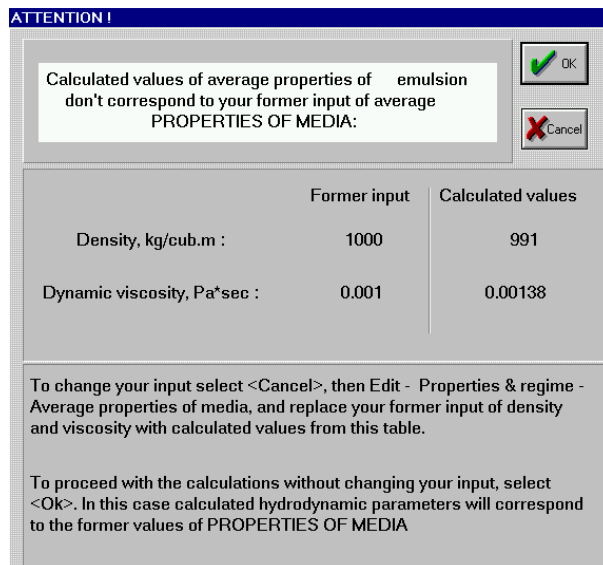 ATTENTION !
OK
Calculated values of average properties of emulsion
don't correspond to your former input of average
PROPERTIES OF MEDIA:
Cancel
Former input Calculated values
Density, kg/cub.m : 1000 991
Dynamic viscosity, Pa*sec : 0.001 0.00138
To change your input select <Cancel>, then Edit - Properties & regime -
Average properties of media, and replace your former input of density
and viscosity with calculated values from this table.
To proceed with the calculations without changing your input, select
<Ok>. In this case calculated hydrodynamic parameters will correspond
to the former values of PROPERTIES OF MEDIA